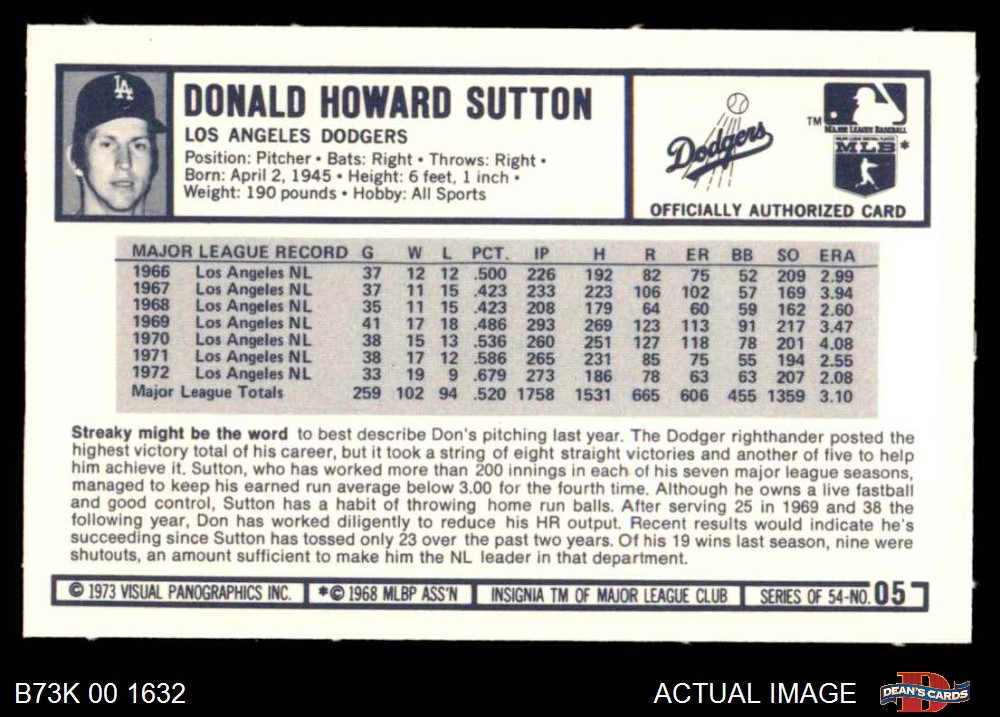 LA
DONALD HOWARD SUTTON
LOS ANGELES DODGERS
Position: Pitcher • Bats: Right • Throws: Right •
Born: April 2, 1945 • Height: 6 feet, 1 inch •
Weight: 190 pounds • Hobby: All Sports
Dodgers
TM
MAJOR LEAGUE BASEBALL
MAJOR LEAGUE BASEBALL PLAYERS
MLB*
OFFICIALLY AUTHORIZED CARD
MAJOR LEAGUE RECORD G W L PCT. IP H R ER BB SO ERA
1966 Los Angeles NL 37 12 12 .500 226 192 82 75 52 209 2.99
1967 Los Angeles NL 37 11 15 .423 233 223 106 102 57 169 3.94
1968 Los Angeles NL 35 11 15 .423 208 179 64 60 59 162 2.60
1969 Los Angeles NL 41 17 18 .486 293 269 123 113 91 217 3.47
1970 Los Angeles NL 38 15 13 .536 260 251 127 118 78 201 4.08
1971 Los Angeles NL 38 17 12 .586 265 231 85 75 55 194 2.55
1972 Los Angeles NL 33 19 9 .679 273 186 78 63 63 207 2.08
Major League Totals 259 102 94 .520 1758 1531 665 606 455 1359 3.10
Streaky might be the word to best describe Don's pitching last year. The Dodger righthander posted the
highest victory total of his career, but it took a string of eight straight victories and another of five to help
him achieve it. Sutton, who has worked more than 200 innings in each of his seven major league seasons,
managed to keep his earned run average below 3.00 for the fourth time. Although he owns a live fastball
and good control, Sutton has a habit of throwing home run balls. After serving 25 in 1969 and 38 the
following year, Don has worked diligently to reduce his HR output. Recent results would indicate he's
succeeding since Sutton has tossed only 23 over the past two years. Of his 19 wins last season, nine were
shutouts, an amount sufficient to make him the NL leader in that department.
© 1973 VISUAL PANOGRAPHICS INC. *© 1968 MLBP ASS'N INSIGNIA TM OF MAJOR LEAGUE CLUB SERIES OF 54-NO. 05
B73K 00 1632
ACTUAL IMAGE
DEAN'S CARDS